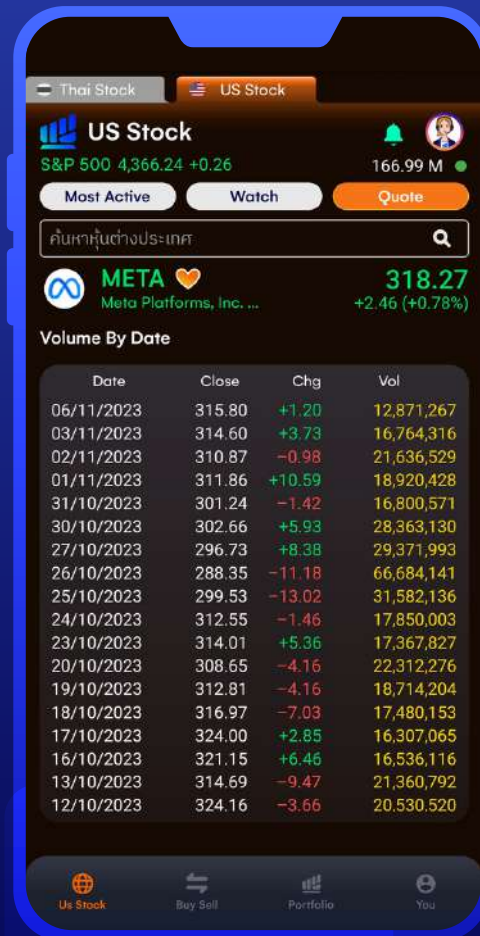 Thai Stock US Stock
US Stock
S&P 500 4,366.24 +0.26 166.99 M
Most Active Watch Quote
ค้นหาหุ้นต่างประเทศ
META 318.27
Meta Platforms, Inc. ... +2.46 (+0.78%)
Volume By Date
Date Close Chg Vol
06/11/2023 315.80 +1.20 12,871,267
03/11/2023 314.60 +3.73 16,764,316
02/11/2023 310.87 −0.98 21,636,529
01/11/2023 311.86 +10.59 18,920,428
31/10/2023 301.24 −1.42 16,800,571
30/10/2023 302.66 +5.93 28,363,130
27/10/2023 296.73 +8.38 29,371,993
26/10/2023 288.35 −11.18 66,684,141
25/10/2023 299.53 −13.02 31,582,136
24/10/2023 312.55 −1.46 17,850,003
23/10/2023 314.01 +5.36 17,367,827
20/10/2023 308.65 −4.16 22,312,276
19/10/2023 312.81 −4.16 18,714,204
18/10/2023 316.97 −7.03 17,480,153
17/10/2023 324.00 +2.85 16,307,065
16/10/2023 321.15 +6.46 16,536,116
13/10/2023 314.69 −9.47 21,360,792
12/10/2023 324.16 −3.66 20,530,520
Us Stock Buy Sell Portfolio You